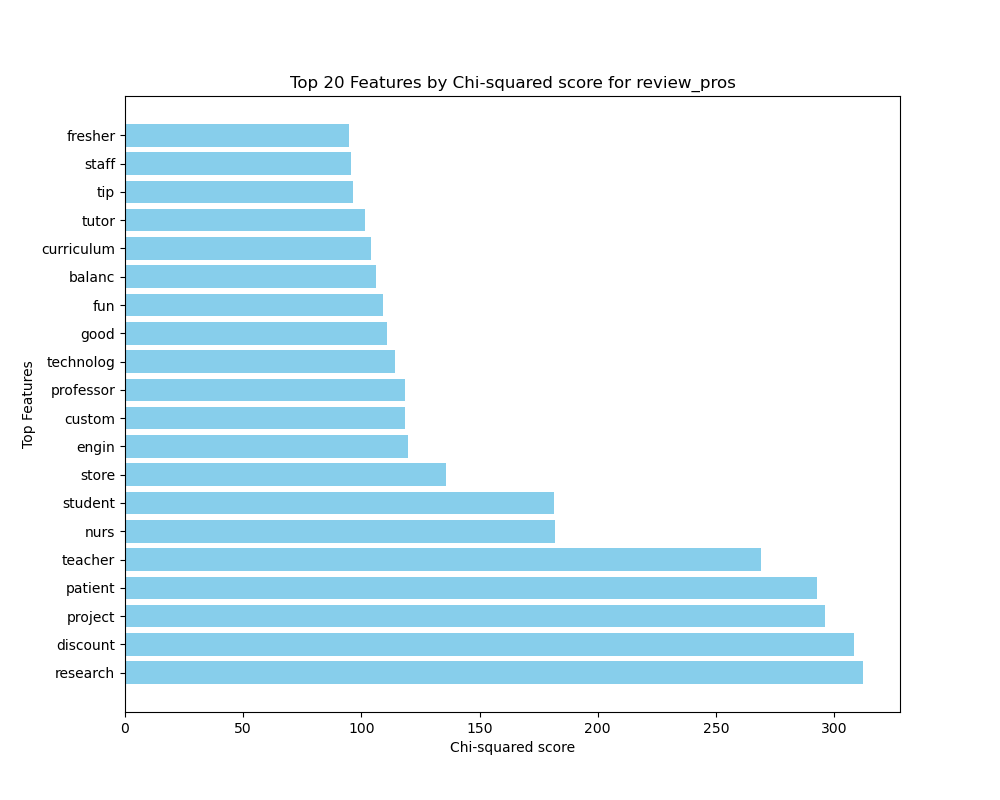 Top 20 Features by Chi-squared score for review_pros
Top Features
fresher
staff
tip
tutor
curriculum
balanc
fun
good
technolog
professor
custom
engin
store
student
nurs
teacher
patient
project
discount
research
0 50 100 150 200 250 300
Chi-squared score